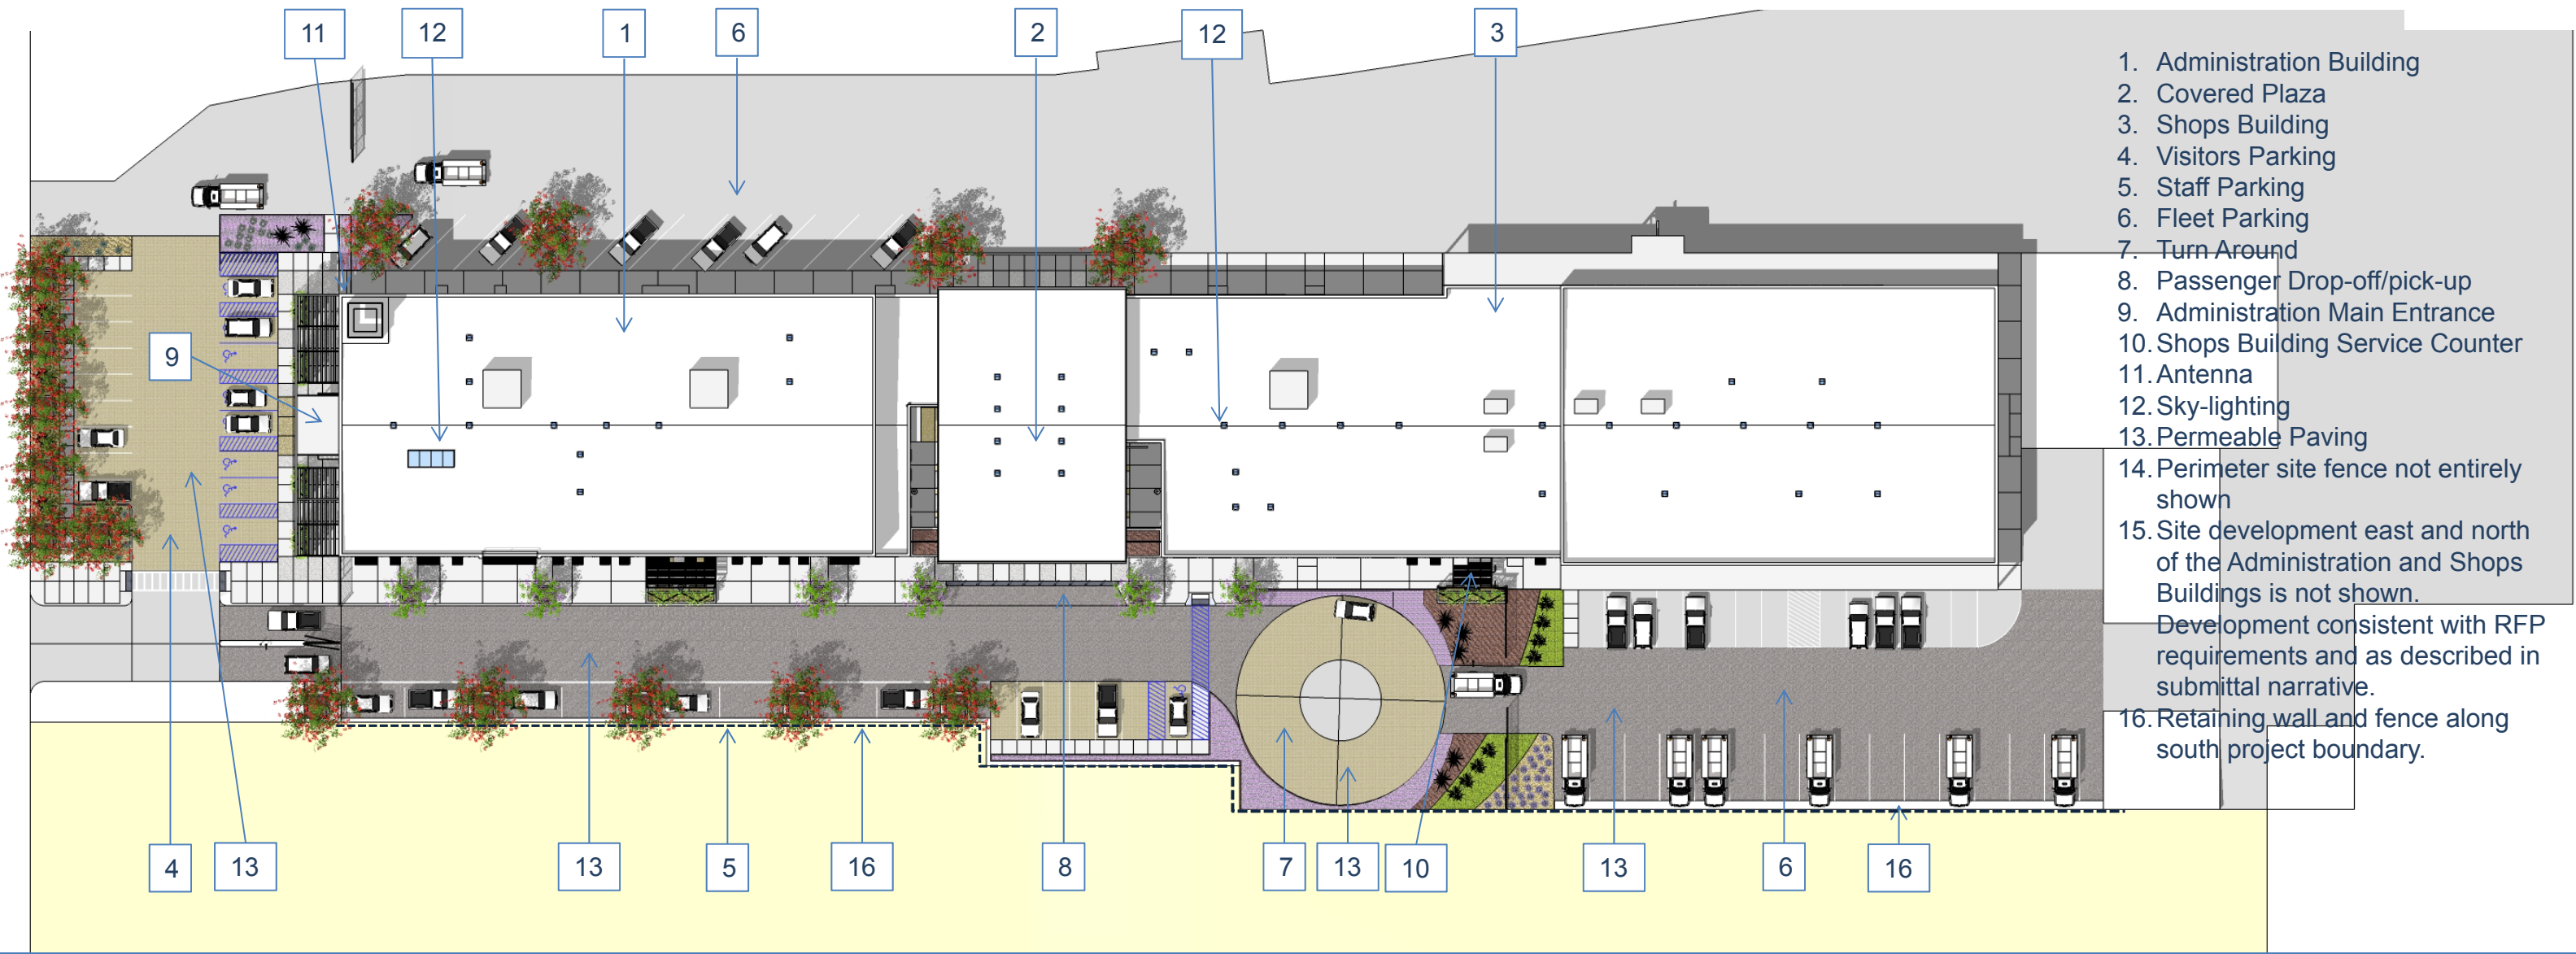 11
12
1
6
2
12
3
1. Administration Building
2. Covered Plaza
3. Shops Building
4. Visitors Parking
5. Staff Parking
6. Fleet Parking
7. Turn Around
8. Passenger Drop-off/pick-up
9. Administration Main Entrance
10. Shops Building Service Counter
11. Antenna
12. Sky-lighting
13. Permeable Paving
14. Perimeter site fence not entirely
shown
15. Site development east and north
of the Administration and Shops
Buildings is not shown.
Development consistent with RFP
requirements and as described in
submittal narrative.
16. Retaining wall and fence along
south project boundary.
9
4
13
13
5
16
8
7
13
10
13
6
16